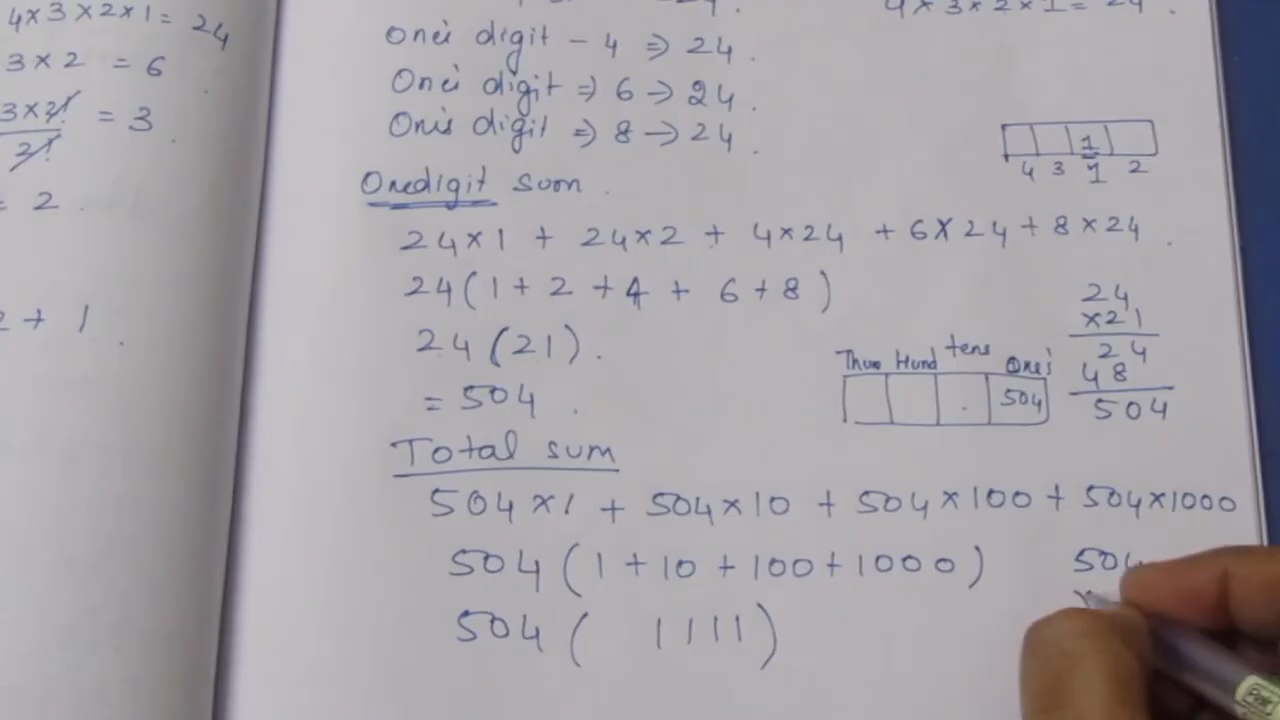 4×3×2×1= 24
3×2 = 6
3×2! = 3
2!
= 2
2 + 1
4×3×2×1= 24 .
One's digit - 4 ⇒ 24 .
One's digit ⇒ 6 → 24 .
One's digit ⇒ 8 → 24 .
1
4 3 1 2
Onedigit sum .
24×1 + 24×2 + 4×24 + 6×24 + 8×24 .
24(1+2+4+6+8)
24(21).
= 504 .
24
×21
24
48
504
Thou Hund tens One's
504
Total sum
504×1 + 504×10 + 504×100 + 504×1000
504(1+10+100+1000)
504( 1111)
504